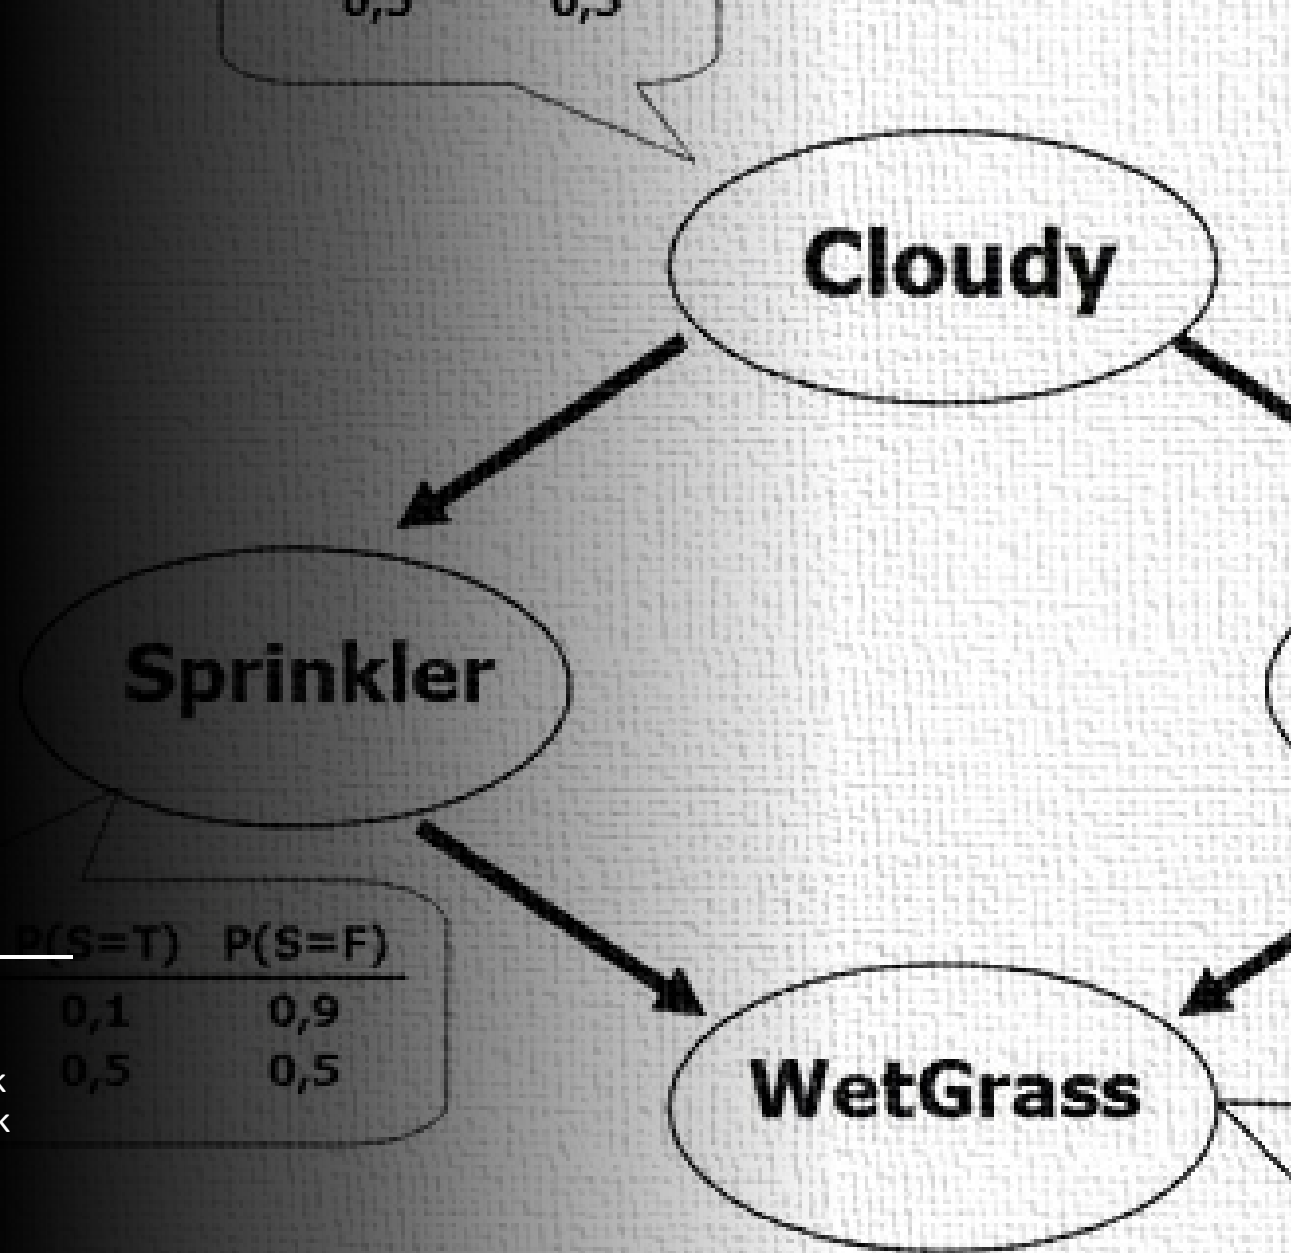 Cloudy
Sprinkler
P(S=T) P(S=F)
0,1 0,9
0,5 0,5
WetGrass
k
k